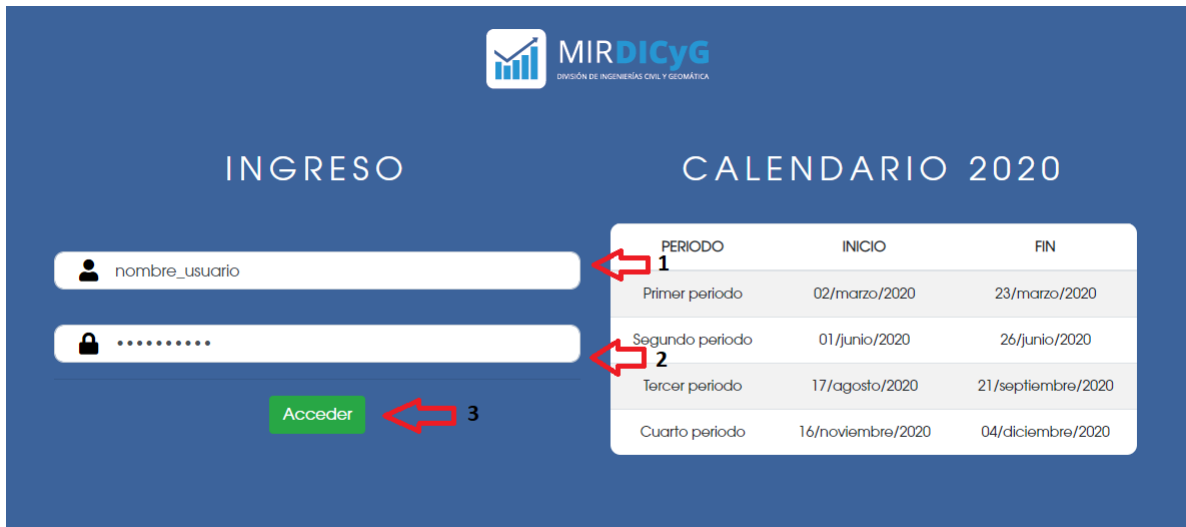 MIRDICyG
DIVISIÓN DE INGENIERÍAS CIVIL Y GEOMÁTICA
INGRESO
nombre_usuario
1
••••••••••
2
Acceder
3
CALENDARIO 2020
PERIODO INICIO FIN
Primer periodo 02/marzo/2020 23/marzo/2020
Segundo periodo 01/junio/2020 26/junio/2020
Tercer periodo 17/agosto/2020 21/septiembre/2020
Cuarto periodo 16/noviembre/2020 04/diciembre/2020